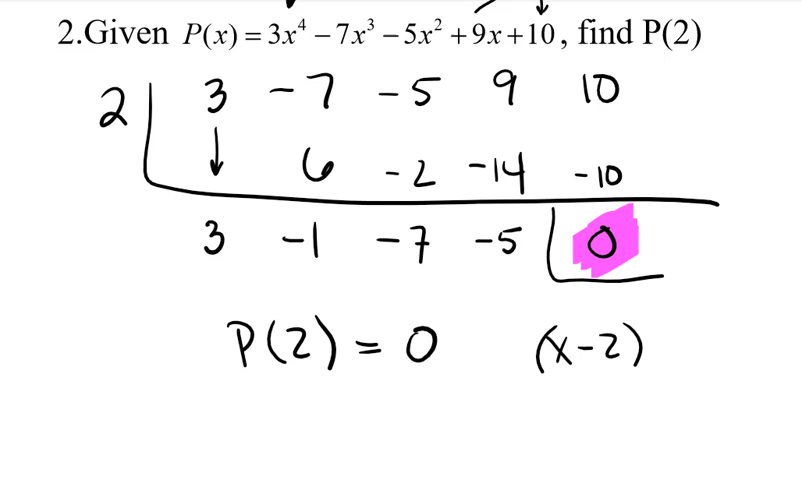 2.Given P(x) = 3x⁴ – 7x³ – 5x² + 9x + 10, find P(2)
2 3 -7 -5 9 10
6 -2 -14 -10
3 -1 -7 -5 0
P(2) = 0 (x-2)